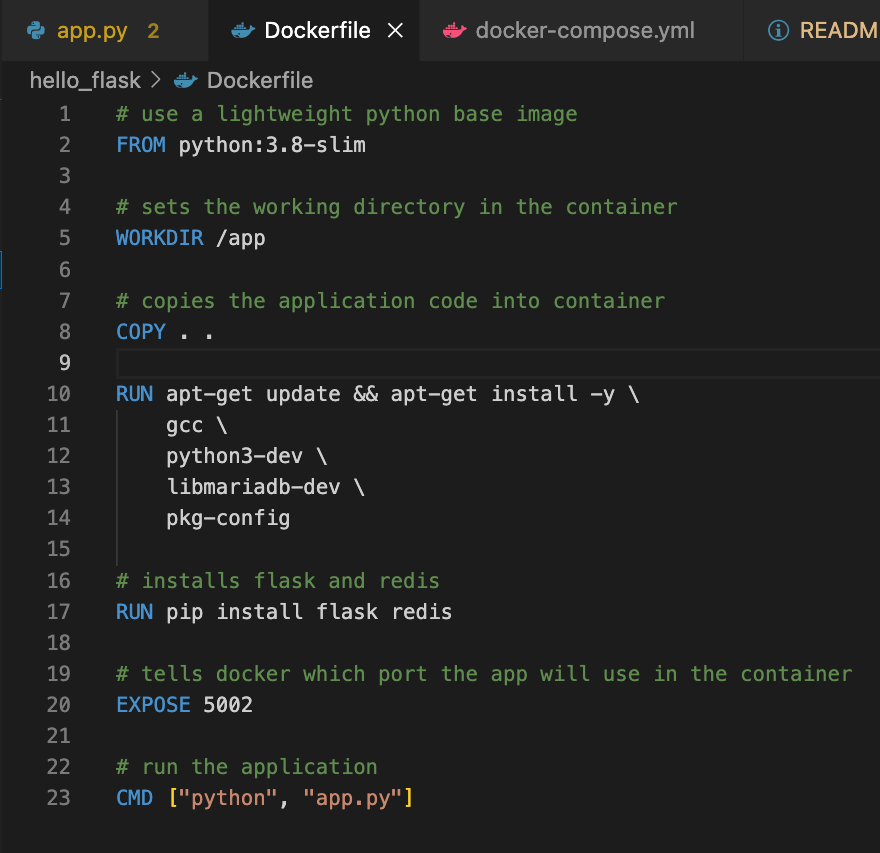 app.py 2 Dockerfile × docker-compose.yml READM
hello_flask > Dockerfile
1 # use a lightweight python base image
2 FROM python:3.8-slim
3
4 # sets the working directory in the container
5 WORKDIR /app
6
7 # copies the application code into container
8 COPY . .
9
10 RUN apt-get update && apt-get install -y \
11     gcc \
12     python3-dev \
13     libmariadb-dev \
14     pkg-config
15
16 # installs flask and redis
17 RUN pip install flask redis
18
19 # tells docker which port the app will use in the container
20 EXPOSE 5002
21
22 # run the application
23 CMD ["python", "app.py"]